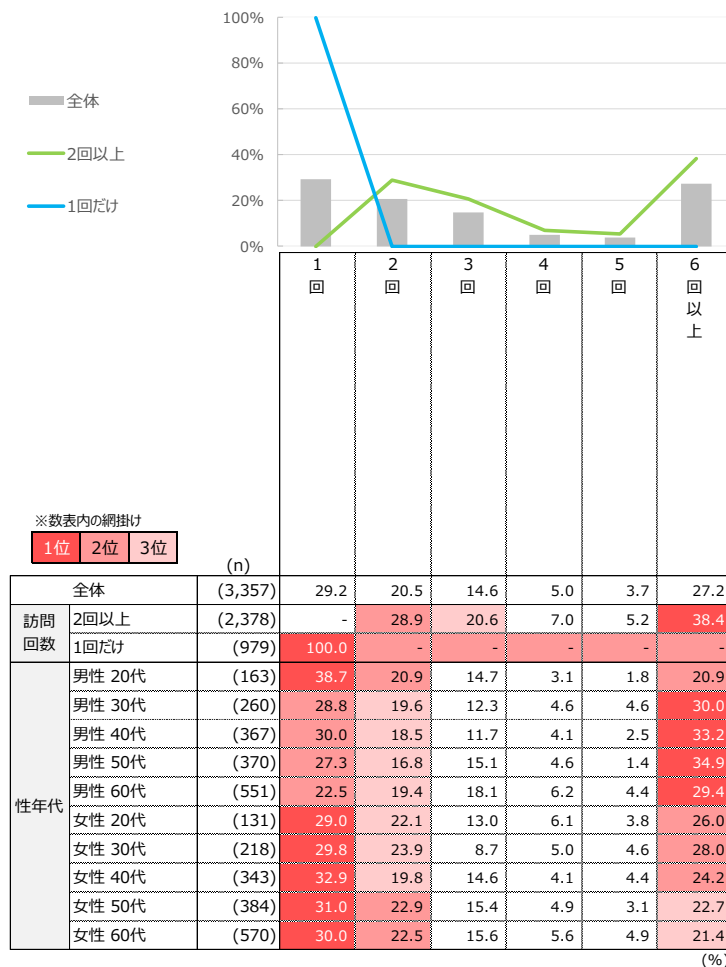 100%
80%
60%
40%
20%
0%
全体
2回以上
1回だけ
1回
2回
3回
4回
5回
6回以上
※数表内の網掛け
1位 2位 3位
(n)
全体 (3,357) 29.2 20.5 14.6 5.0 3.7 27.2
訪問回数
2回以上 (2,378) - 28.9 20.6 7.0 5.2 38.4
1回だけ (979) 100.0 - - - - -
性年代
男性 20代 (163) 38.7 20.9 14.7 3.1 1.8 20.9
男性 30代 (260) 28.8 19.6 12.3 4.6 4.6 30.0
男性 40代 (367) 30.0 18.5 11.7 4.1 2.5 33.2
男性 50代 (370) 27.3 16.8 15.1 4.6 1.4 34.9
男性 60代 (551) 22.5 19.4 18.1 6.2 4.4 29.4
女性 20代 (131) 29.0 22.1 13.0 6.1 3.8 26.0
女性 30代 (218) 29.8 23.9 8.7 5.0 4.6 28.0
女性 40代 (343) 32.9 19.8 14.6 4.1 4.4 24.2
女性 50代 (384) 31.0 22.9 15.4 4.9 3.1 22.7
女性 60代 (570) 30.0 22.5 15.6 5.6 4.9 21.4
(%)